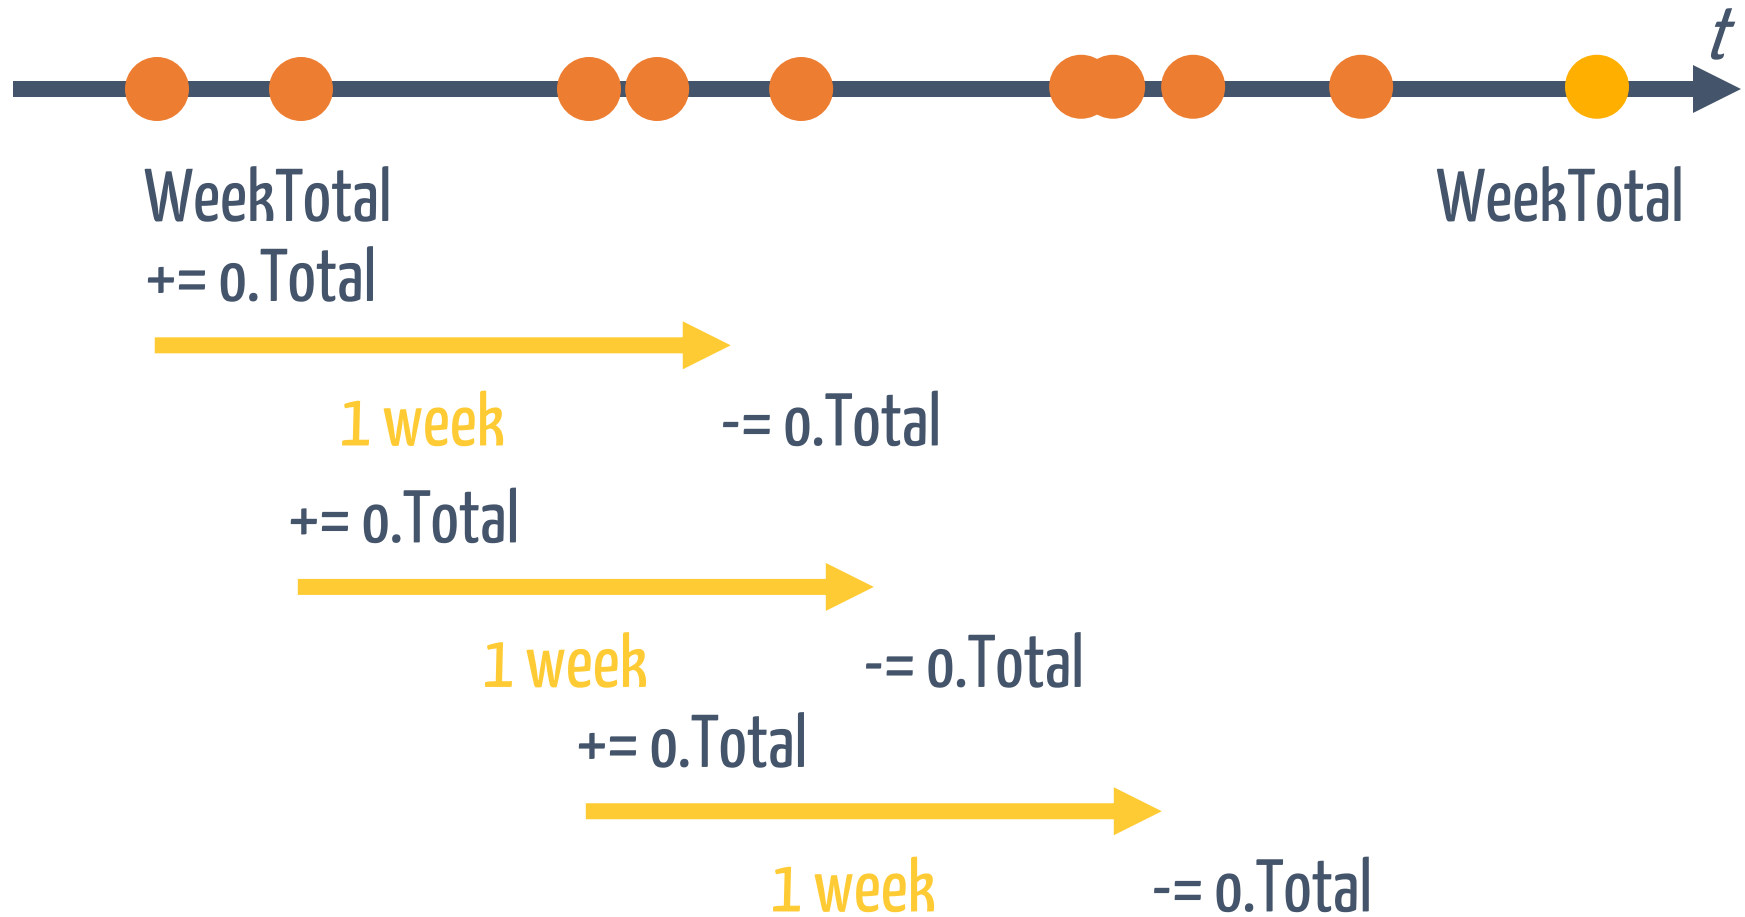 t
WeekTotal
+= o.Total
WeekTotal
1 week
-= o.Total
+= o.Total
1 week
-= o.Total
+= o.Total
1 week
-= o.Total